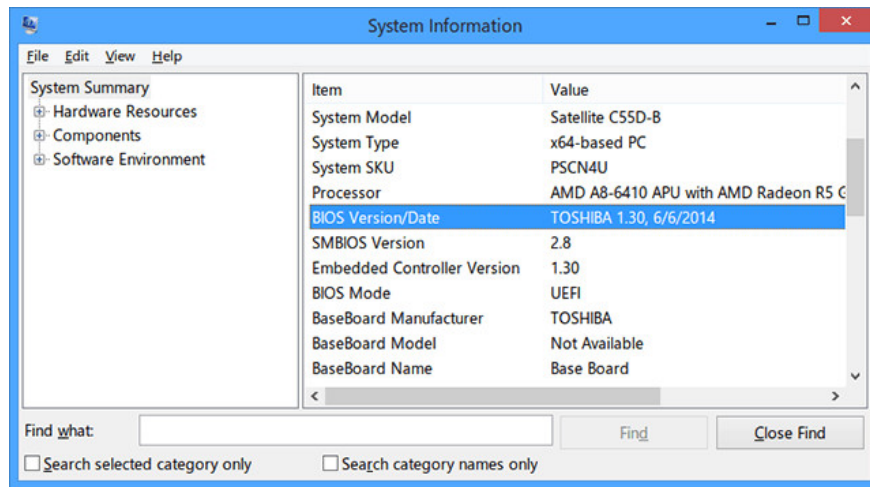 System Information
File Edit View Help
System Summary
Hardware Resources
Components
Software Environment
Item Value
System Model Satellite C55D-B
System Type x64-based PC
System SKU PSCN4U
Processor AMD A8-6410 APU with AMD Radeon R5 G
BIOS Version/Date TOSHIBA 1.30, 6/6/2014
SMBIOS Version 2.8
Embedded Controller Version 1.30
BIOS Mode UEFI
BaseBoard Manufacturer TOSHIBA
BaseBoard Model Not Available
BaseBoard Name Base Board
Find what: Find Close Find
Search selected category only Search category names only